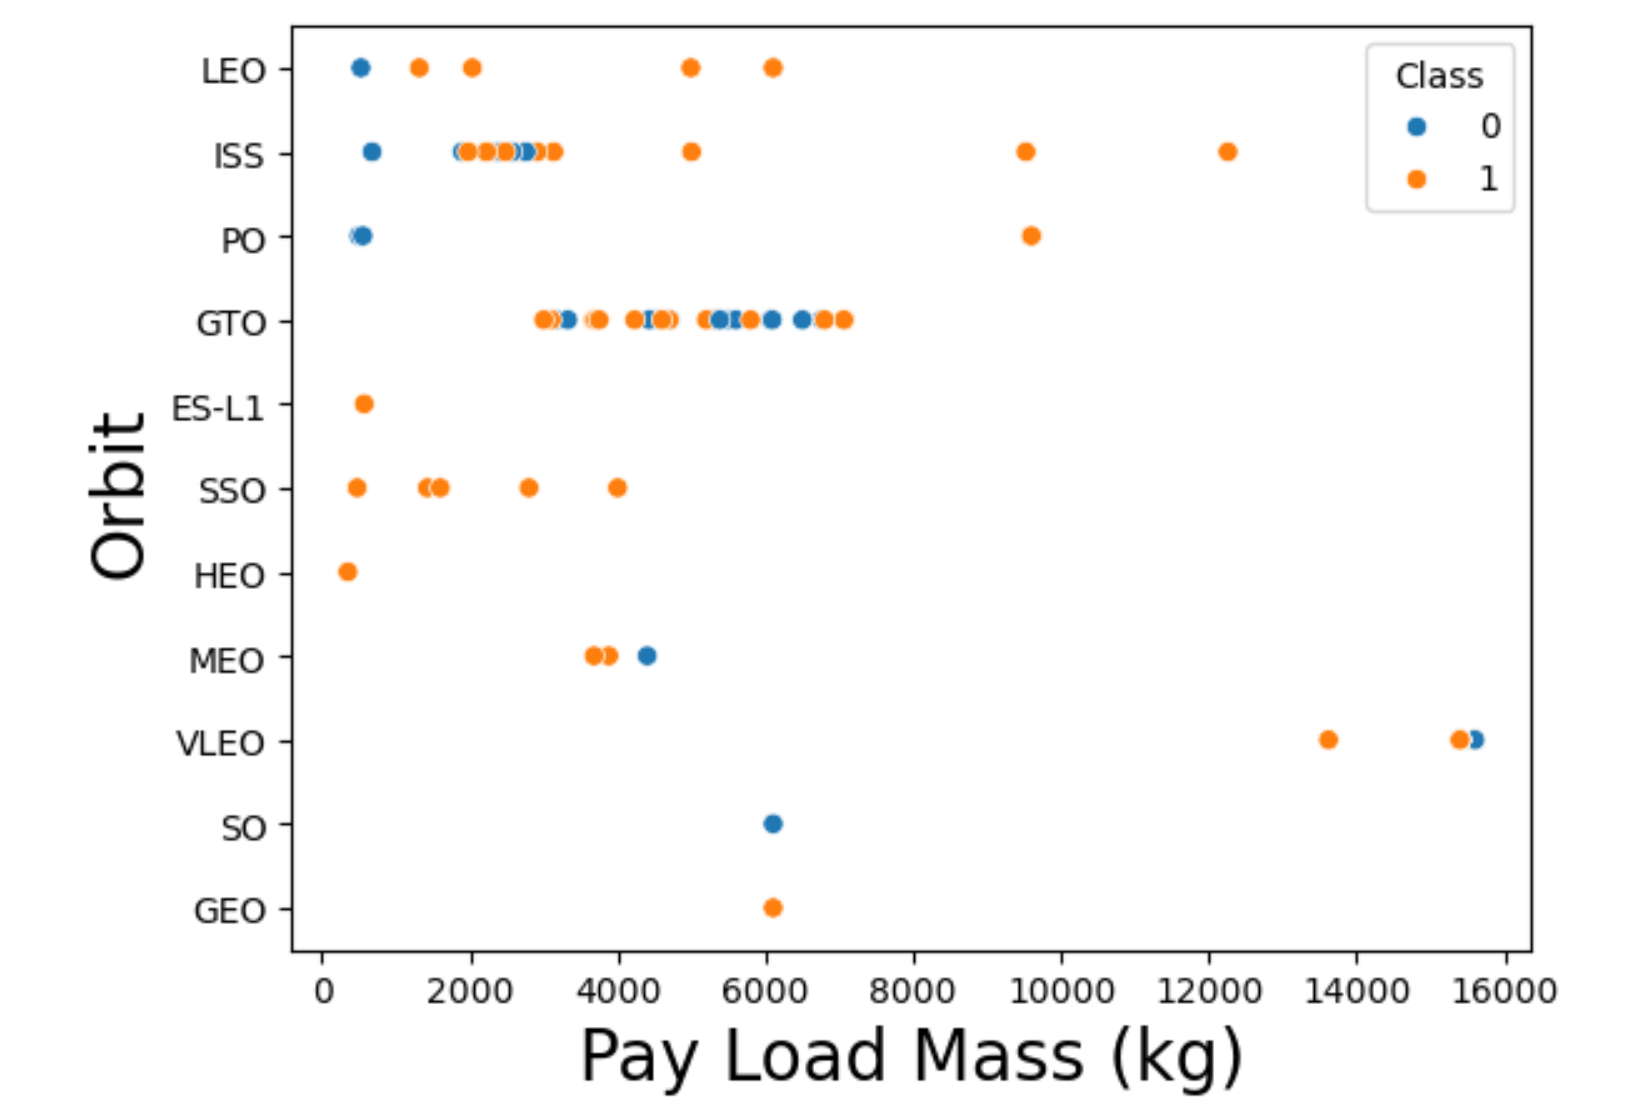 LEO
ISS
PO
GTO
ES-L1
SSO
HEO
MEO
VLEO
SO
GEO
Orbit
Class
0
1
0 2000 4000 6000 8000 10000 12000 14000 16000
Pay Load Mass (kg)